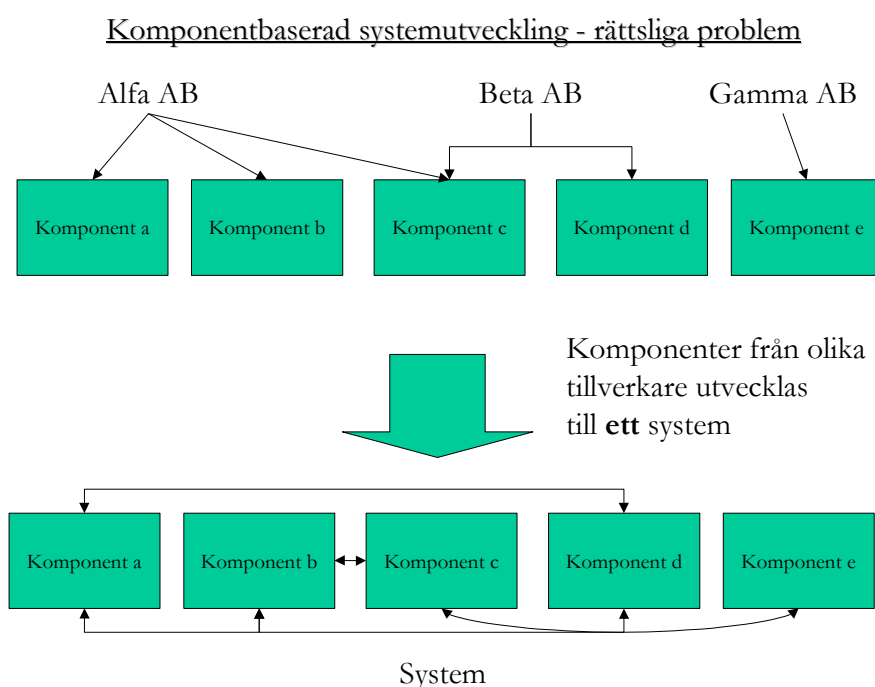 Komponentbaserad systemutveckling - rättsliga problem
Alfa AB Beta AB Gamma AB
Komponent a Komponent b Komponent c Komponent d Komponent e
Komponenter från olika
tillverkare utvecklas
till ett system
Komponent a Komponent b Komponent c Komponent d Komponent e
System